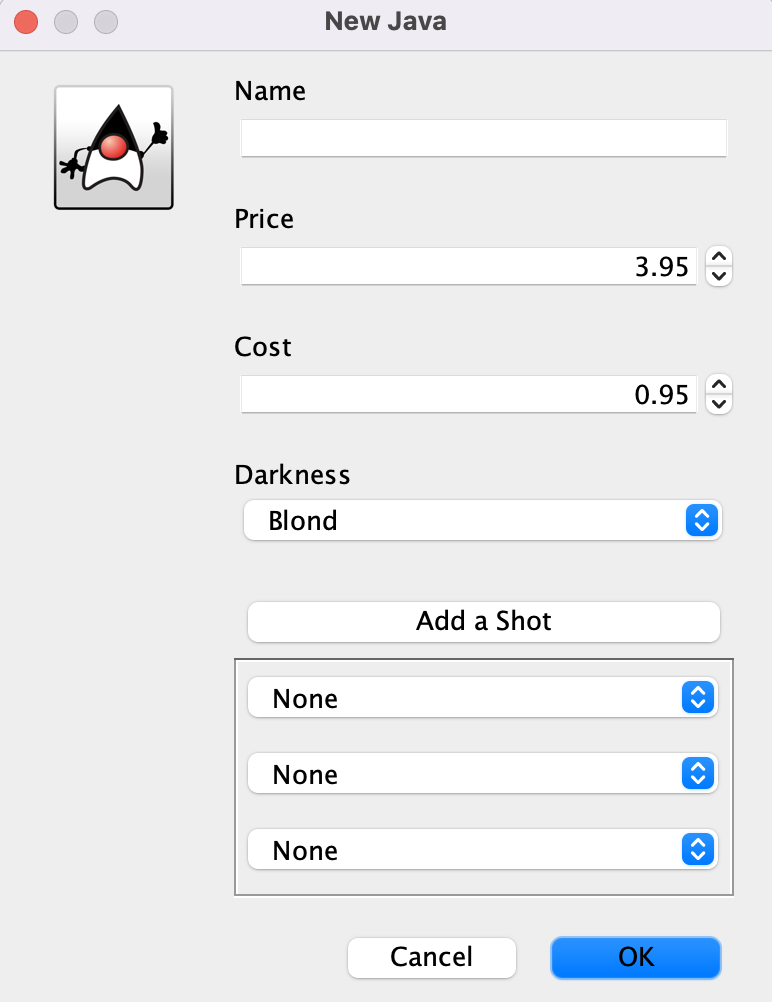 New Java
Name
Price
3.95
Cost
0.95
Darkness
Blond
Add a Shot
None
None
None
Cancel OK